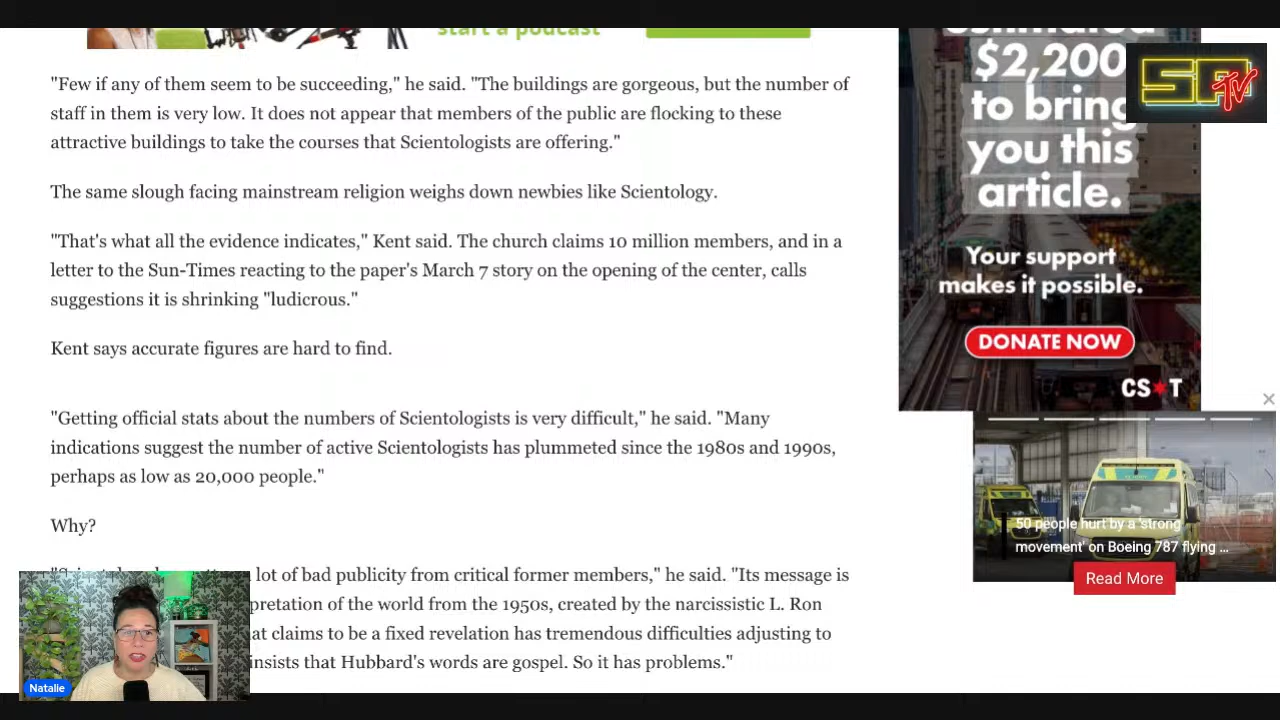 start a podcast
"Few if any of them seem to be succeeding," he said. "The buildings are gorgeous, but the number of
staff in them is very low. It does not appear that members of the public are flocking to these
attractive buildings to take the courses that Scientologists are offering."
The same slough facing mainstream religion weighs down newbies like Scientology.
"That's what all the evidence indicates," Kent said. The church claims 10 million members, and in a
letter to the Sun-Times reacting to the paper's March 7 story on the opening of the center, calls
suggestions it is shrinking "ludicrous."
Kent says accurate figures are hard to find.
"Getting official stats about the numbers of Scientologists is very difficult," he said. "Many
indications suggest the number of active Scientologists has plummeted since the 1980s and 1990s,
perhaps as low as 20,000 people."
Why?
lot of bad publicity from critical former members," he said. "Its message is
pretation of the world from the 1950s, created by the narcissistic L. Ron
at claims to be a fixed revelation has tremendous difficulties adjusting to
insists that Hubbard's words are gospel. So it has problems."
Natalie
estimated
$2,200
to bring
you this
article.
Your support
makes it possible.
DONATE NOW
CS T
SPTV
50 people hurt by a 'strong
movement' on Boeing 787 flying ...
Read More